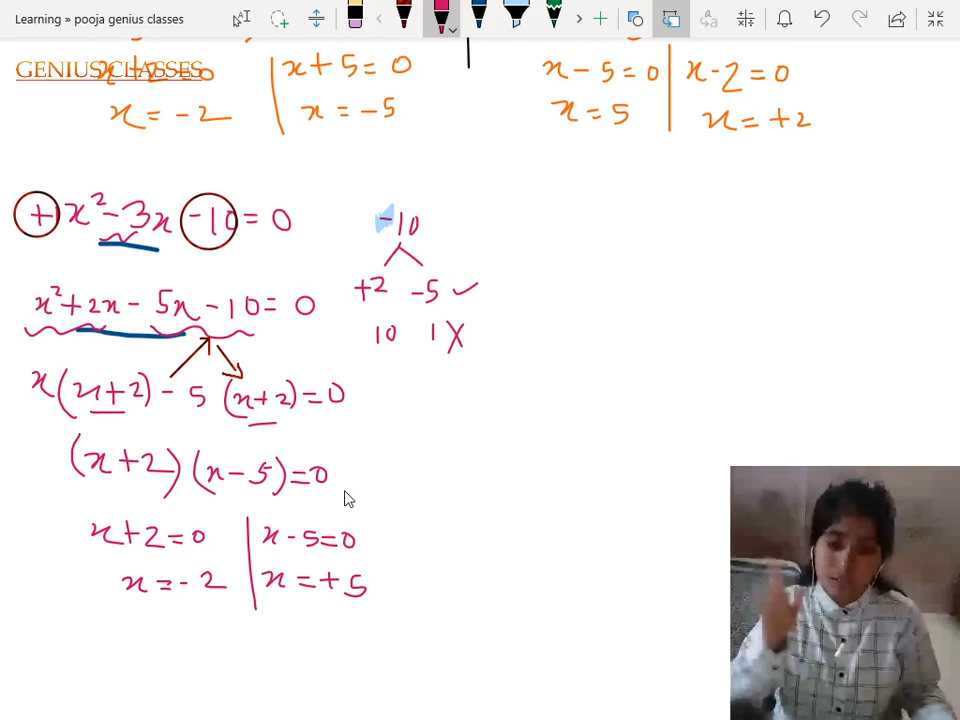 Learning » pooja genius classes
GENIUS CLASSES
x+2=0 | x+5=0
x=-2 | x=-5
x-5=0 | x-2=0
x=5 | x=+2
+x²-3x-10=0
x²+2x-5x-10=0
x(x+2)-5(x+2)=0
(x+2)(x-5)=0
x+2=0 | x-5=0
x=-2 | x=+5
-10
+2 -5 ✓
10 1 X